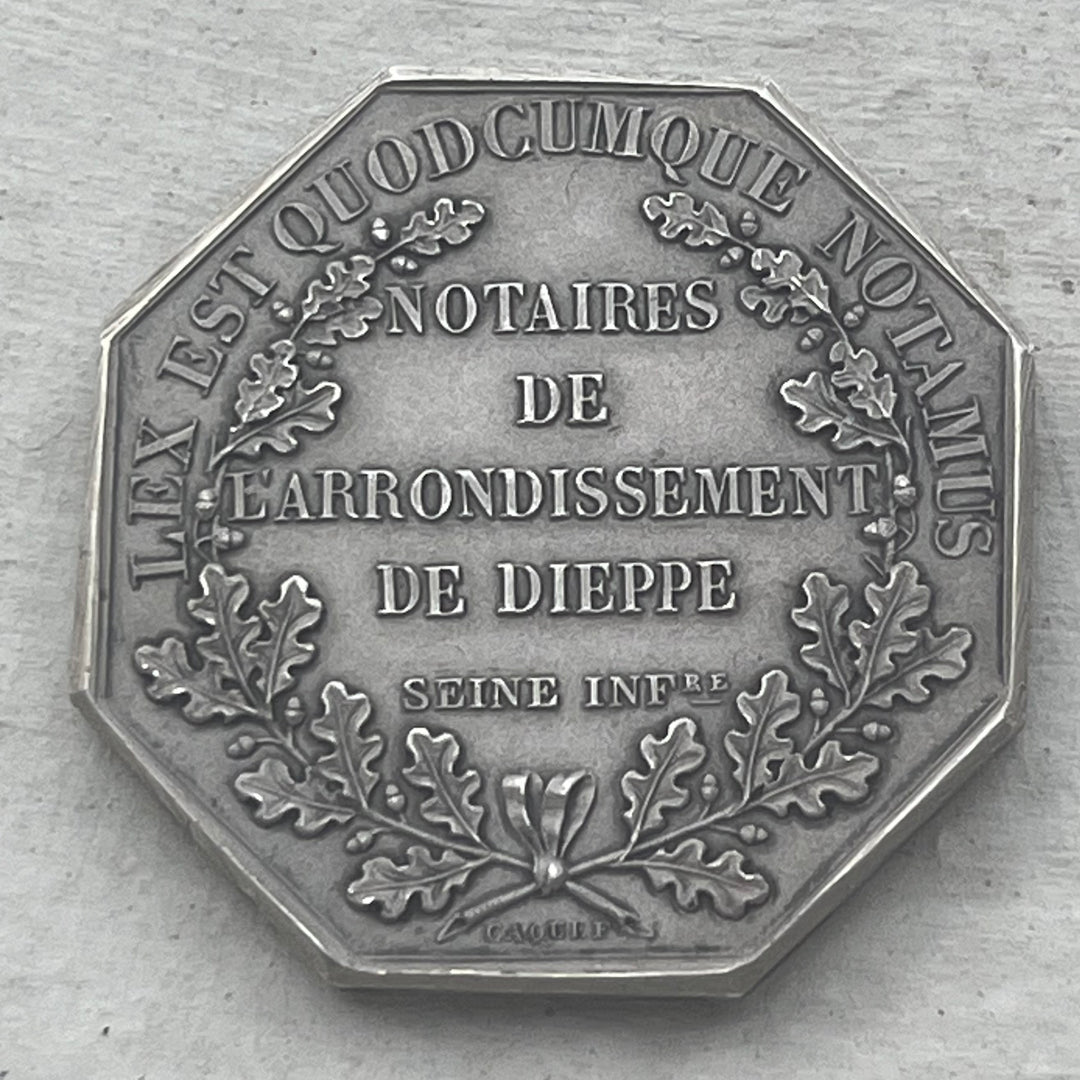 LEX EST QUODCUMQUE NOTAMUS
NOTAIRES
DE
L'ARRONDISSEMENT
DE DIEPPE
SEINE INFRE